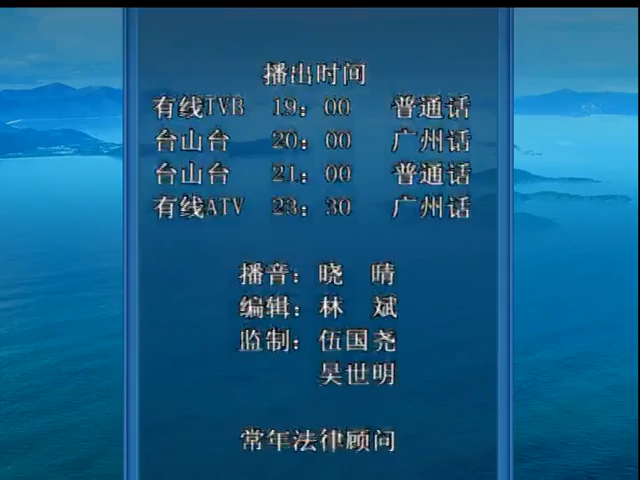 播出时间
有线TVB 19：00 普通话
台山台 20：00 广州话
台山台 21：00 普通话
有线ATV 23：30 广州话
播音：晓 晴
编辑：林 斌
监制：伍国尧
吴世明
常年法律顾问